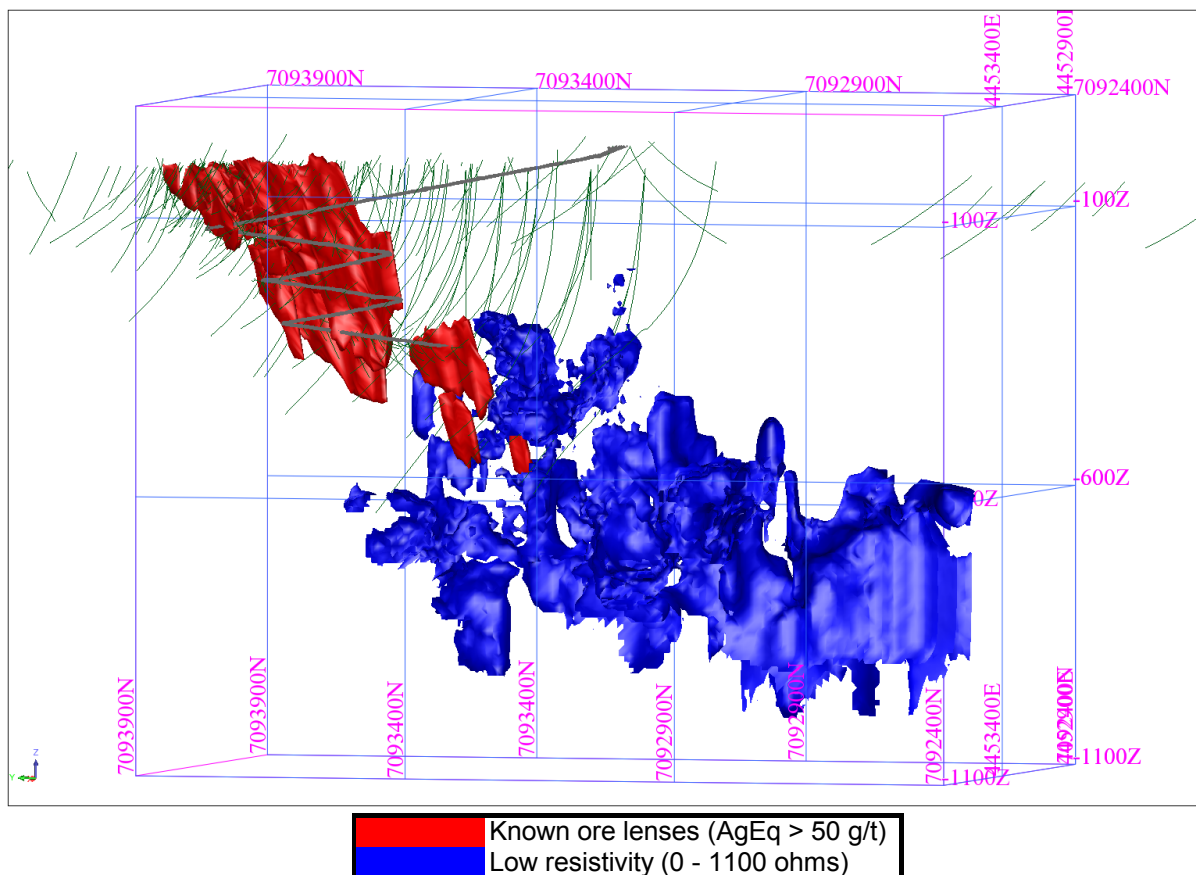 4453400E
4452900E
7093900N
7093400N
7092900N
7092400N
-100Z
-100Z
-600Z
-1100Z
-1100Z
7093900N
7093900N
7093400N
7093400N
7092900N
7092900N
7092400N
4453400E
Z
Y
Known ore lenses (AgEq > 50 g/t)
Low resistivity (0 - 1100 ohms)